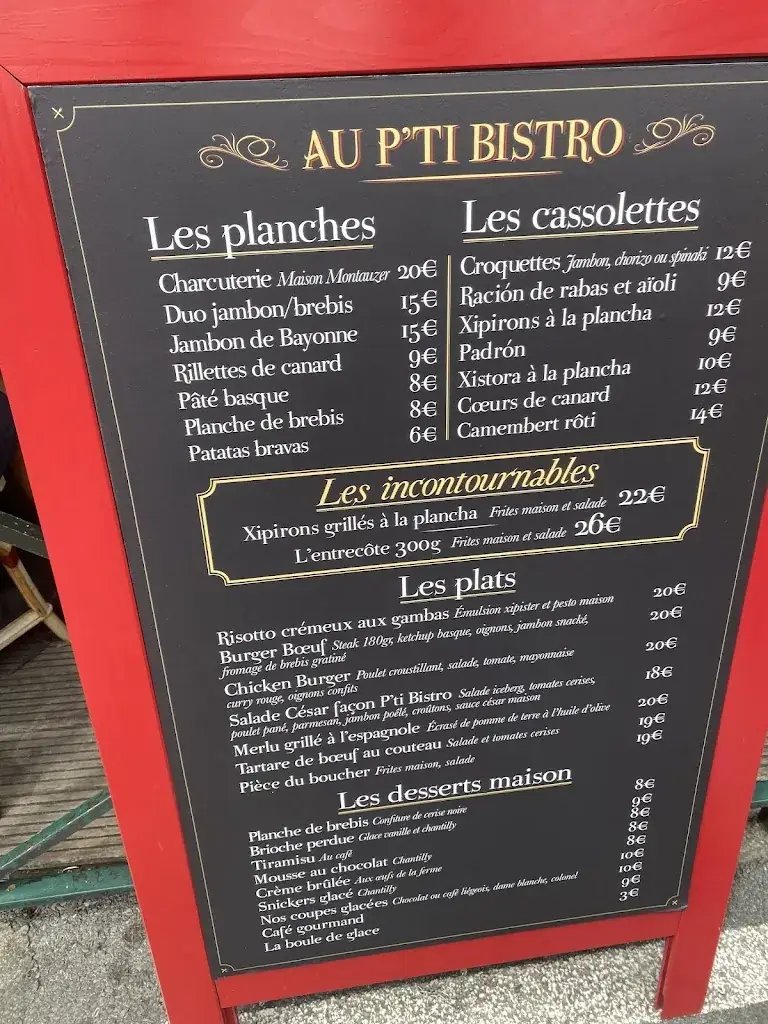 AU P'TI BISTRO
Les planches
Charcuterie Maison Montauzer 20€
Duo jambon/brebis 15€
Jambon de Bayonne 15€
Rillettes de canard 9€
Pâté basque 8€
Planche de brebis 8€
Patatas bravas 6€
Les cassolettes
Croquettes Jambon, chorizo ou spinaki 12€
Ración de rabas et aïoli 9€
Xipirons à la plancha 12€
Padrón 9€
Xistora à la plancha 10€
Cœurs de canard 12€
Camembert rôti 14€
Les incontournables
Xipirons grillés à la plancha Frites maison et salade 22€
L'entrecôte 300g Frites maison et salade 26€
Les plats
Risotto crémeux aux gambas Émulsion xipister et pesto maison 20€
Burger Bœuf Steak 180gr, ketchup basque, oignons, jambon snacké, 20€
fromage de brebis gratiné
Chicken Burger Poulet croustillant, salade, tomate, mayonnaise 20€
curry rouge, oignons confits
Salade César façon P'ti Bistro Salade iceberg, tomates cerises, 18€
poulet pané, parmesan, jambon poêlé, croûtons, sauce césar maison
Merlu grillé à l'espagnole Écrasé de pomme de terre à l'huile d'olive 20€
Tartare de bœuf au couteau Salade et tomates cerises 19€
Pièce du boucher Frites maison, salade 19€
Les desserts maison
Planche de brebis Confiture de cerise noire 8€
Brioche perdue Glace vanille et chantilly 9€
Tiramisu Au café 8€
Mousse au chocolat Chantilly 8€
Crème brûlée Aux œufs de la ferme 8€
Snickers glacé Chantilly 10€
Nos coupes glacées Chocolat ou café liégeois, dame blanche, colonel 10€
Café gourmand 9€
La boule de glace 3€